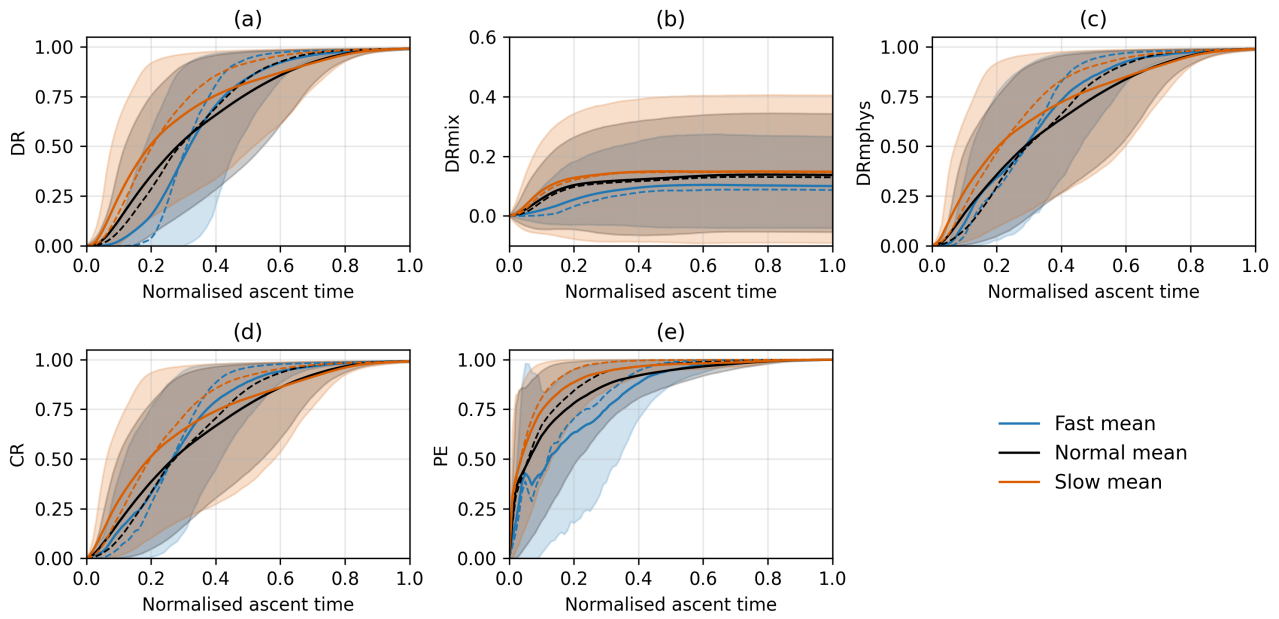 (a)
DR
1.00
0.75
0.50
0.25
0.00
0.0 0.2 0.4 0.6 0.8 1.0
Normalised ascent time
(b)
DRmix
0.6
0.4
0.2
0.0
0.0 0.2 0.4 0.6 0.8 1.0
Normalised ascent time
(c)
DRmphys
1.00
0.75
0.50
0.25
0.00
0.0 0.2 0.4 0.6 0.8 1.0
Normalised ascent time
(d)
CR
1.00
0.75
0.50
0.25
0.00
0.0 0.2 0.4 0.6 0.8 1.0
Normalised ascent time
(e)
PE
1.00
0.75
0.50
0.25
0.00
0.0 0.2 0.4 0.6 0.8 1.0
Normalised ascent time
Fast mean
Normal mean
Slow mean